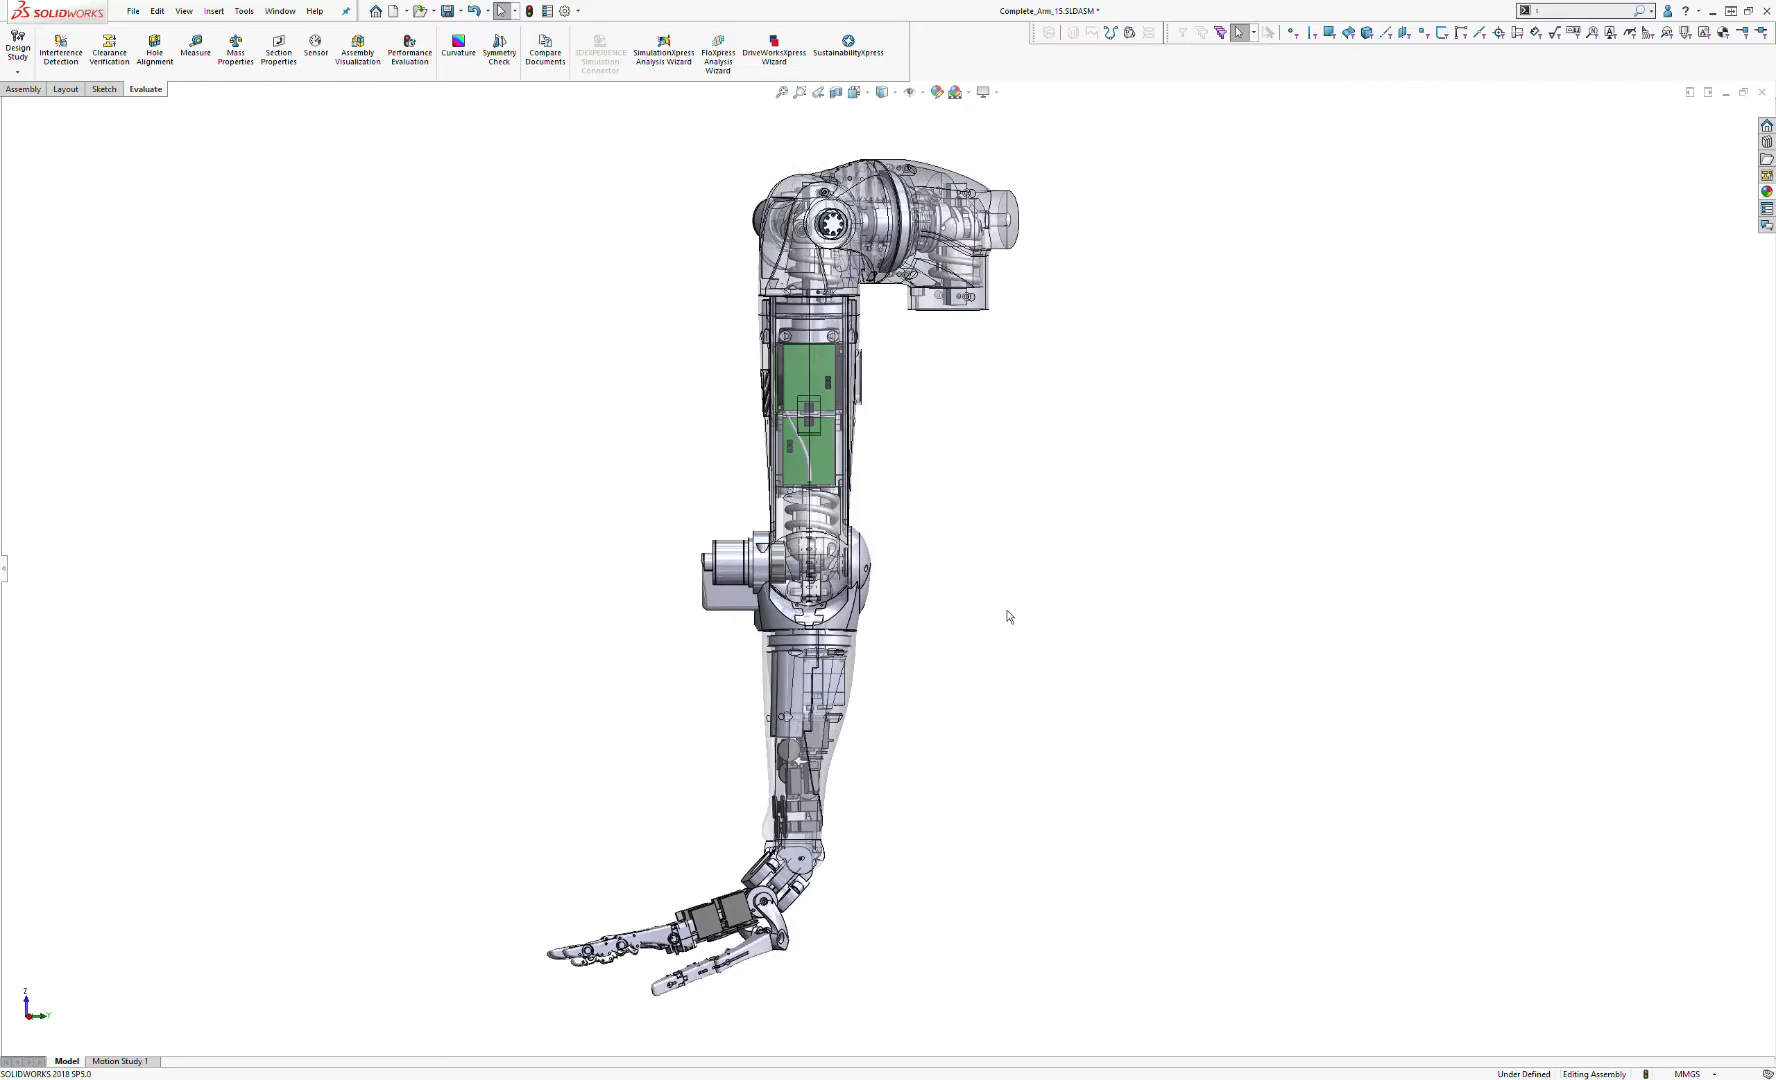 SOLIDWORKS
File Edit View Insert Tools Window Help
Complete_Arm_15.SLDASM *
s
Design Study
Interference Detection
Clearance Verification
Hole Alignment
Measure
Mass Properties
Section Properties
Sensor
Assembly Visualization
Performance Evaluation
Curvature
Symmetry Check
Compare Documents
3DEXPERIENCE Simulation Connector
SimulationXpress Analysis Wizard
FloXpress Analysis Wizard
DriveWorksXpress Wizard
SustainabilityXpress
Assembly Layout Sketch Evaluate
Z
Y
Model Motion Study 1
SOLIDWORKS 2018 SP5.0
Under Defined Editing Assembly MMGS